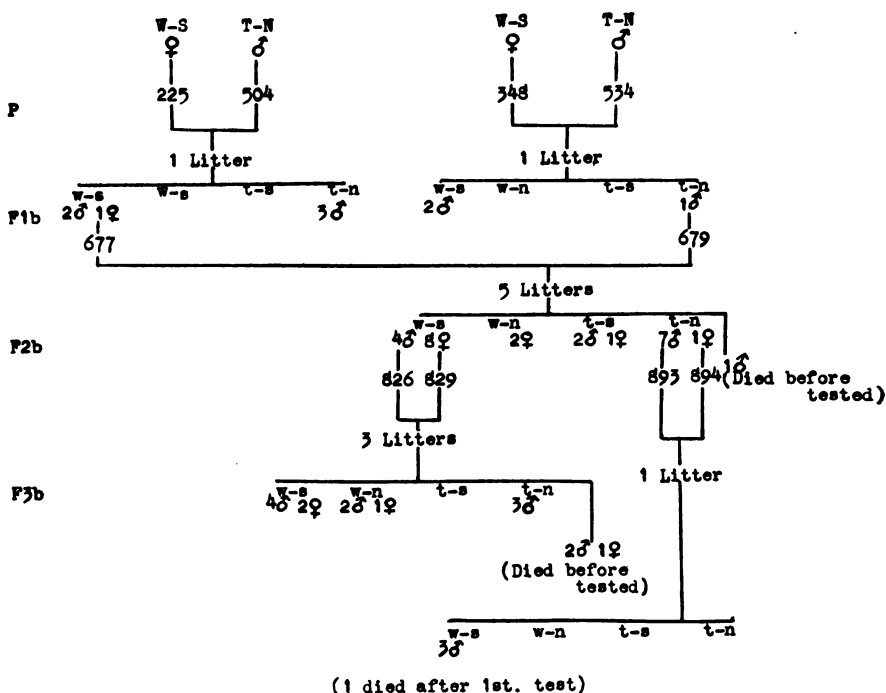 W-S T-N W-S T-N
♀ ♂ ♀ ♂
225 504 348 534
P
1 Litter 1 Litter
w-s w-s t-s t-n w-s w-n t-s t-n
2♂ 1♀ 3♂ 2♂ 1♂
F1b
677 679
5 Litters
w-s w-n t-s t-n
F2b
4♂ 8♀ 2♀ 2♂ 1♀ 7♂ 1♀ 1♂
826 829 893 894 (Died before
tested)
3 Litters
1 Litter
F3b
w-s w-n t-s t-n
4♂ 2♀ 2♂ 1♀ 3♂
2♂ 1♀
(Died before
tested)
w-s w-n t-s t-n
3♂
(1 died after 1st. test)